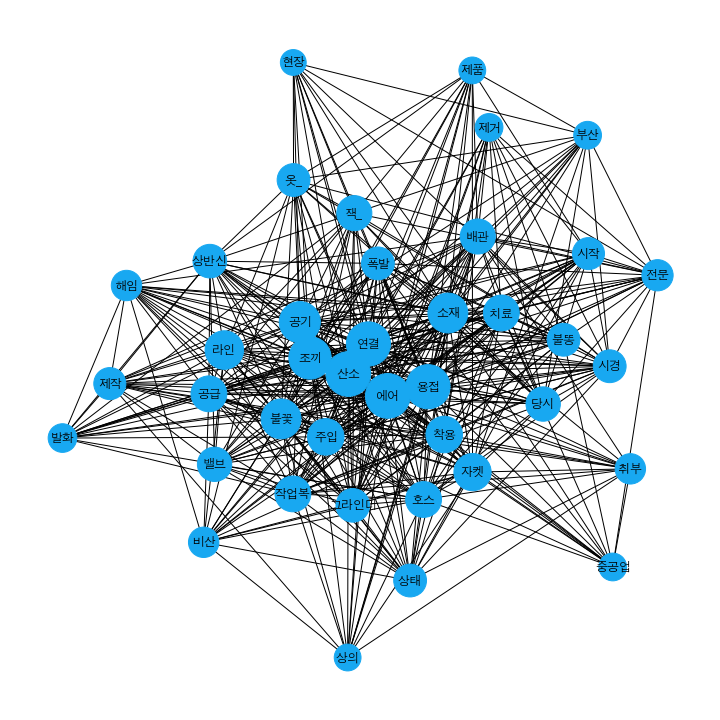 현장
제품
제거
부산
옷_
잭_
배관
시작
상반신
폭발
전문
해임
공기
소재
치료
연결
불똥
라인
조끼
산소
시경
제작
공급
에어
용접
당시
불꽃
주입
착용
발화
밸브
자켓
취부
작업복
그라인더
호스
비산
상태
중공업
상의